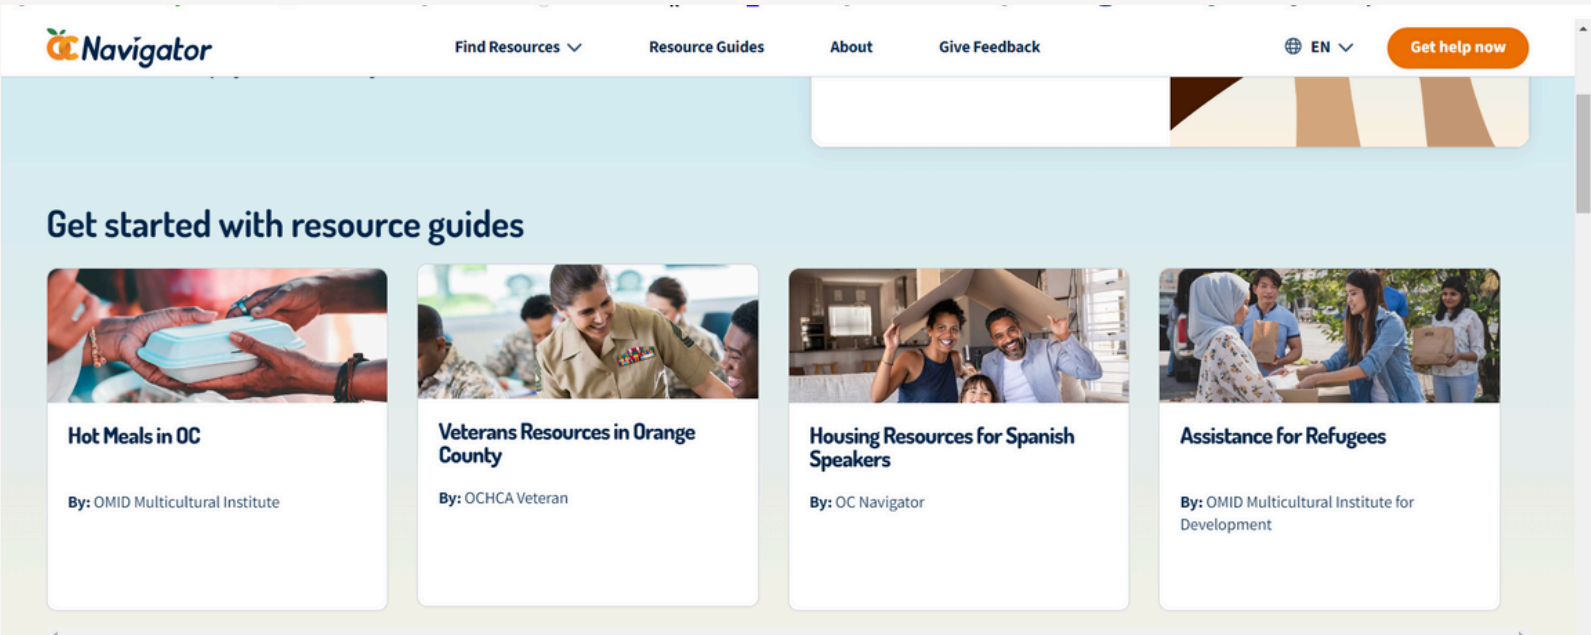 OC Navigator
Find Resources
Resource Guides
About
Give Feedback
EN
Get help now
Get started with resource guides
Hot Meals in OC
By: OMID Multicultural Institute
Veterans Resources in Orange
County
By: OCHCA Veteran
Housing Resources for Spanish
Speakers
By: OC Navigator
Assistance for Refugees
By: OMID Multicultural Institute for
Development